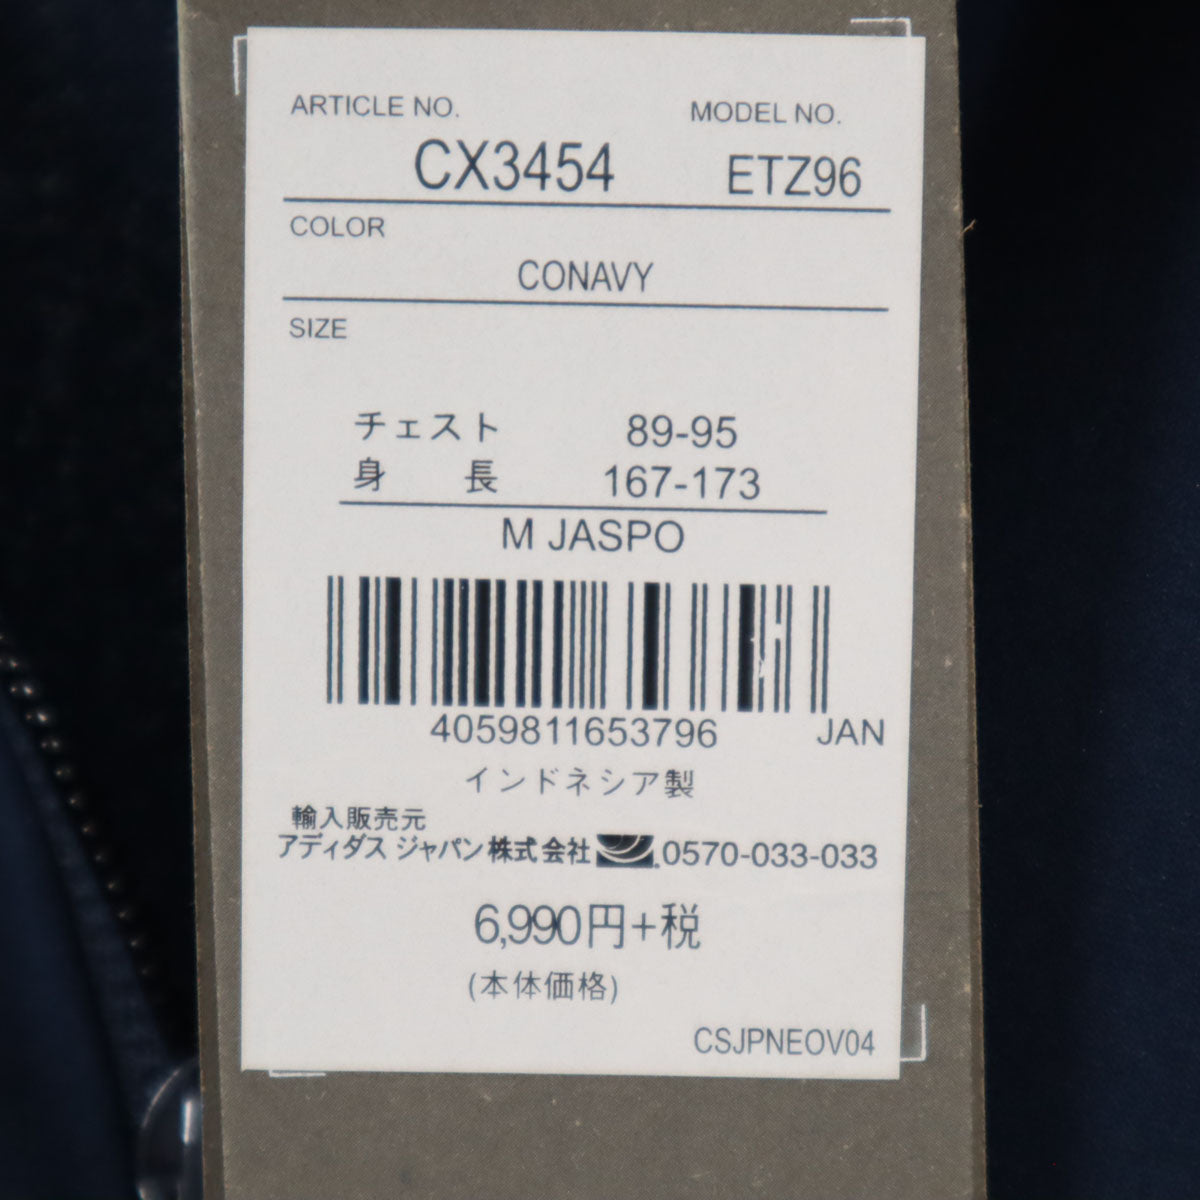 ARTICLE NO. MODEL NO.
CX3454 ETZ96
COLOR
CONAVY
SIZE
チェスト 89-95
身 長 167-173
M JASPO
4059811653796 JAN
インドネシア製
輸入販売元
アディダス ジャパン株式会社 0570-033-033
6,990円+税
(本体価格)
CSJPNEOV04